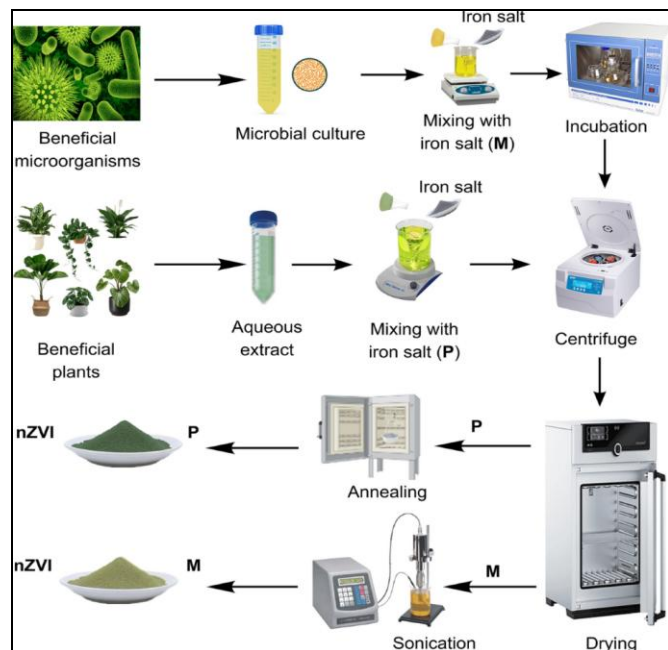 Iron salt
Beneficial
microorganisms
Microbial culture
Mixing with
iron salt (M)
Incubation
Iron salt
Beneficial
plants
Aqueous
extract
Mixing with
iron salt (P)
Centrifuge
nZVI
P
P
Annealing
nZVI
M
M
Sonication
Drying